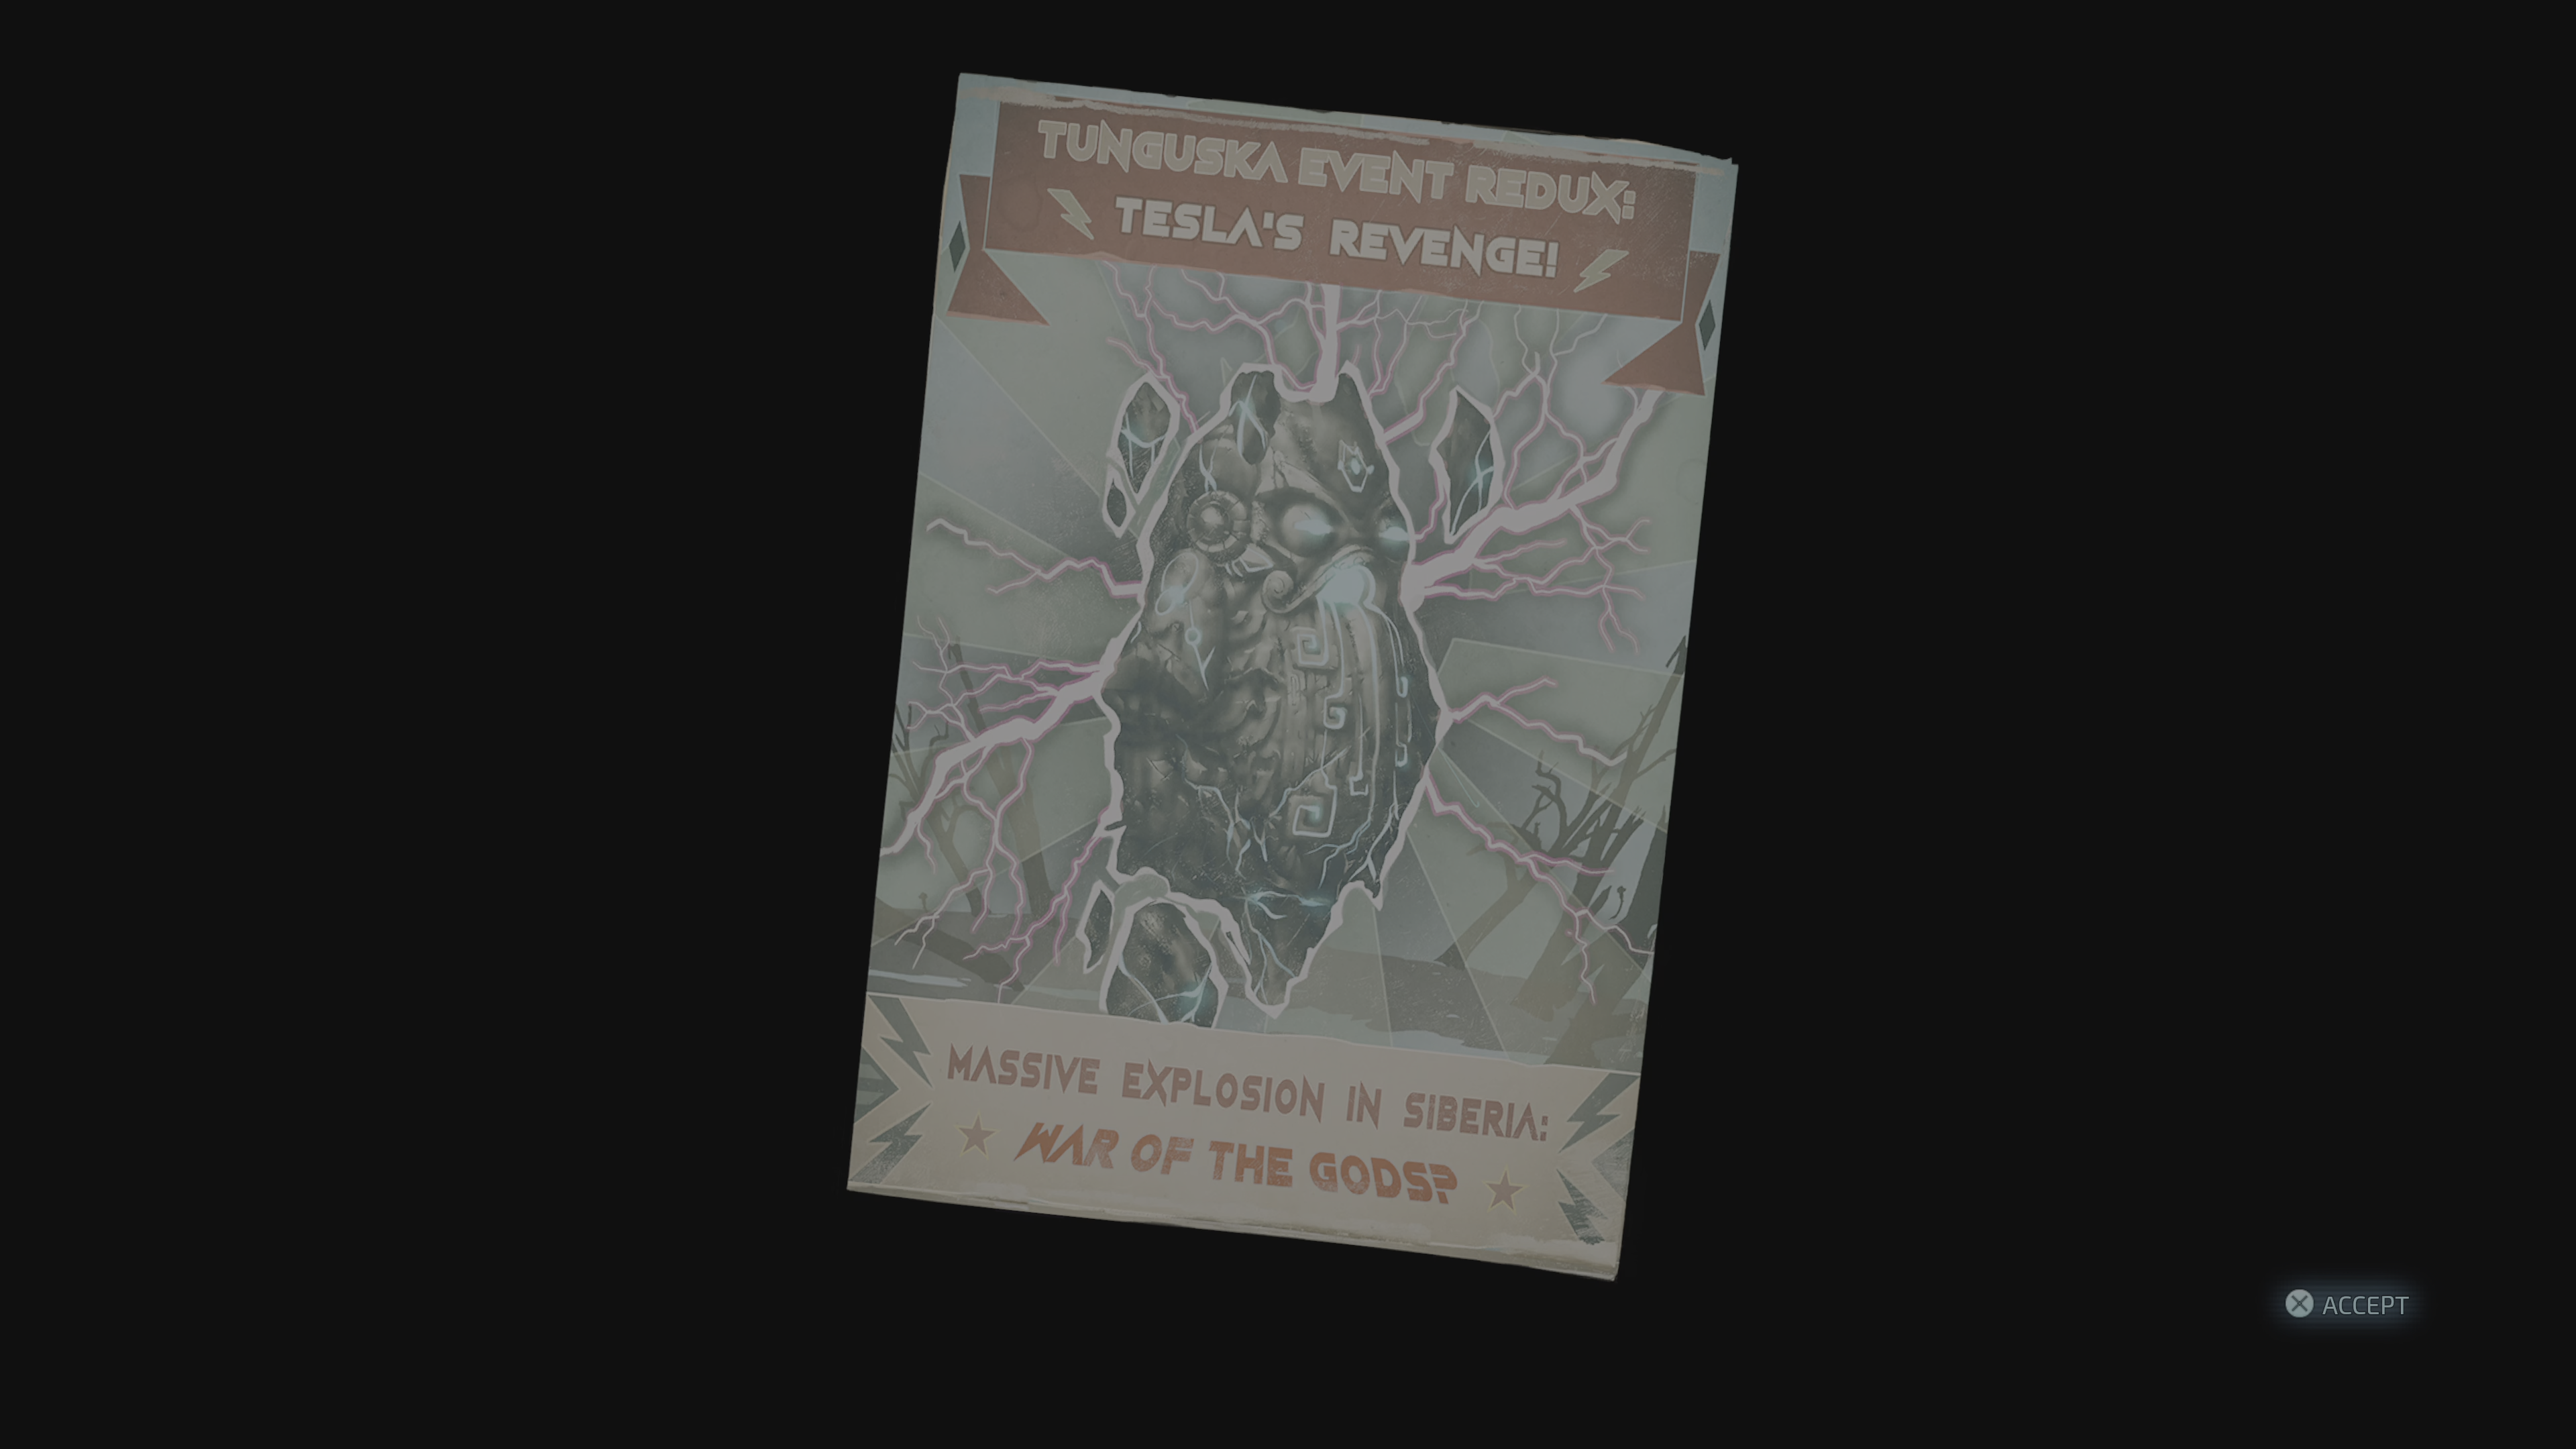 TUNGUSKA EVENT REDUX:
TESLA'S REVENGE!
MASSIVE EXPLOSION IN SIBERIA:
WAR OF THE GODS?
ACCEPT